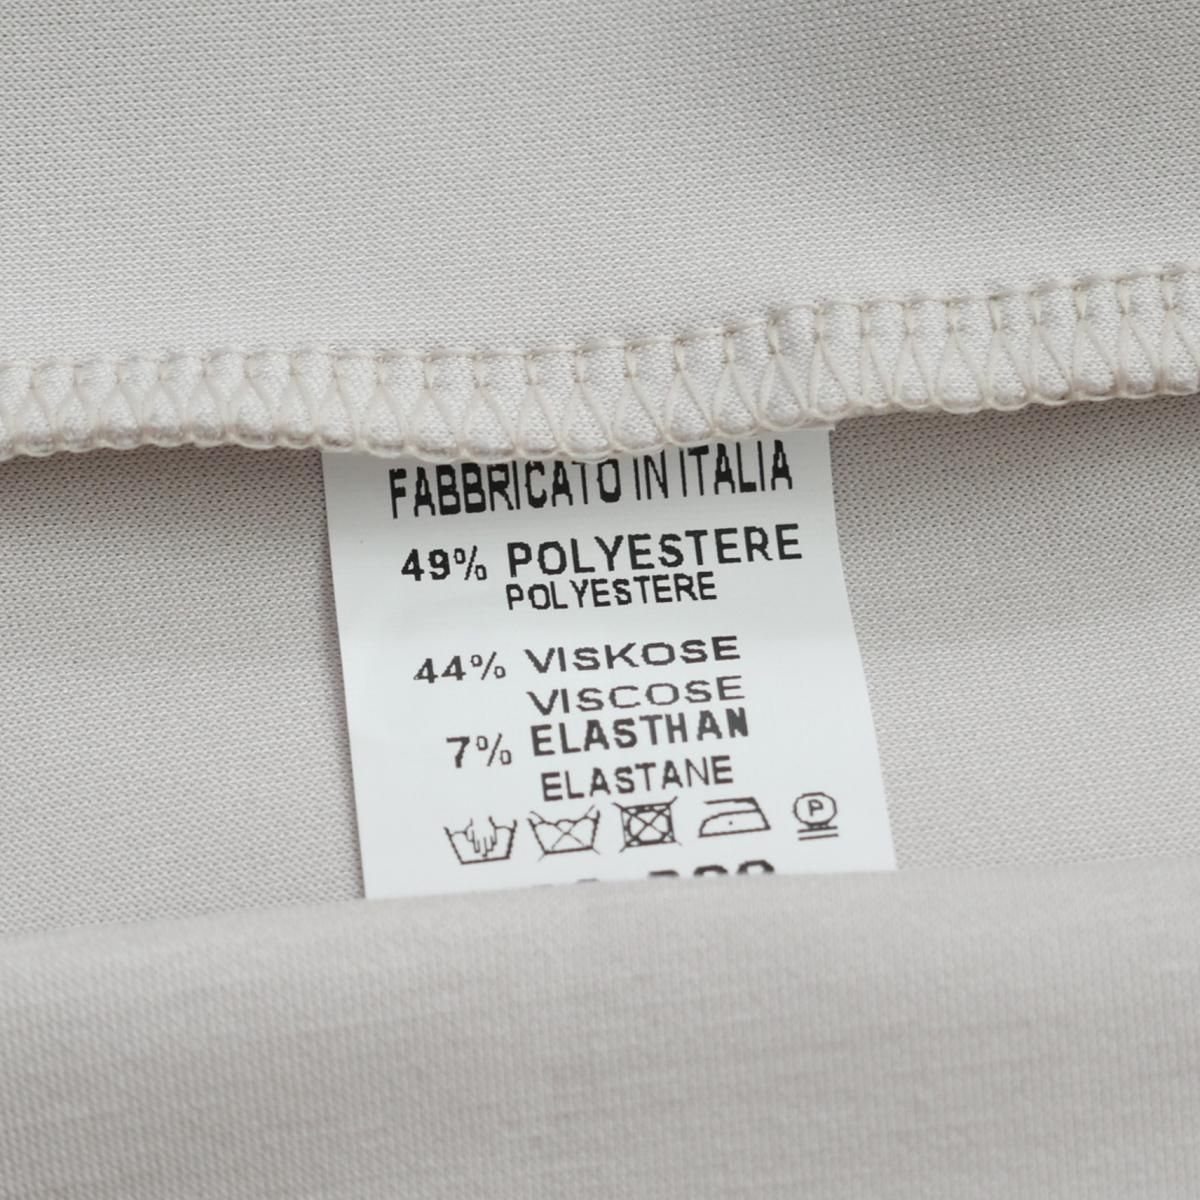 FABBRICATO IN ITALIA
49% POLYESTERE
POLYESTERE
44% VISKOSE
VISCOSE
7% ELASTHAN
ELASTANE
P